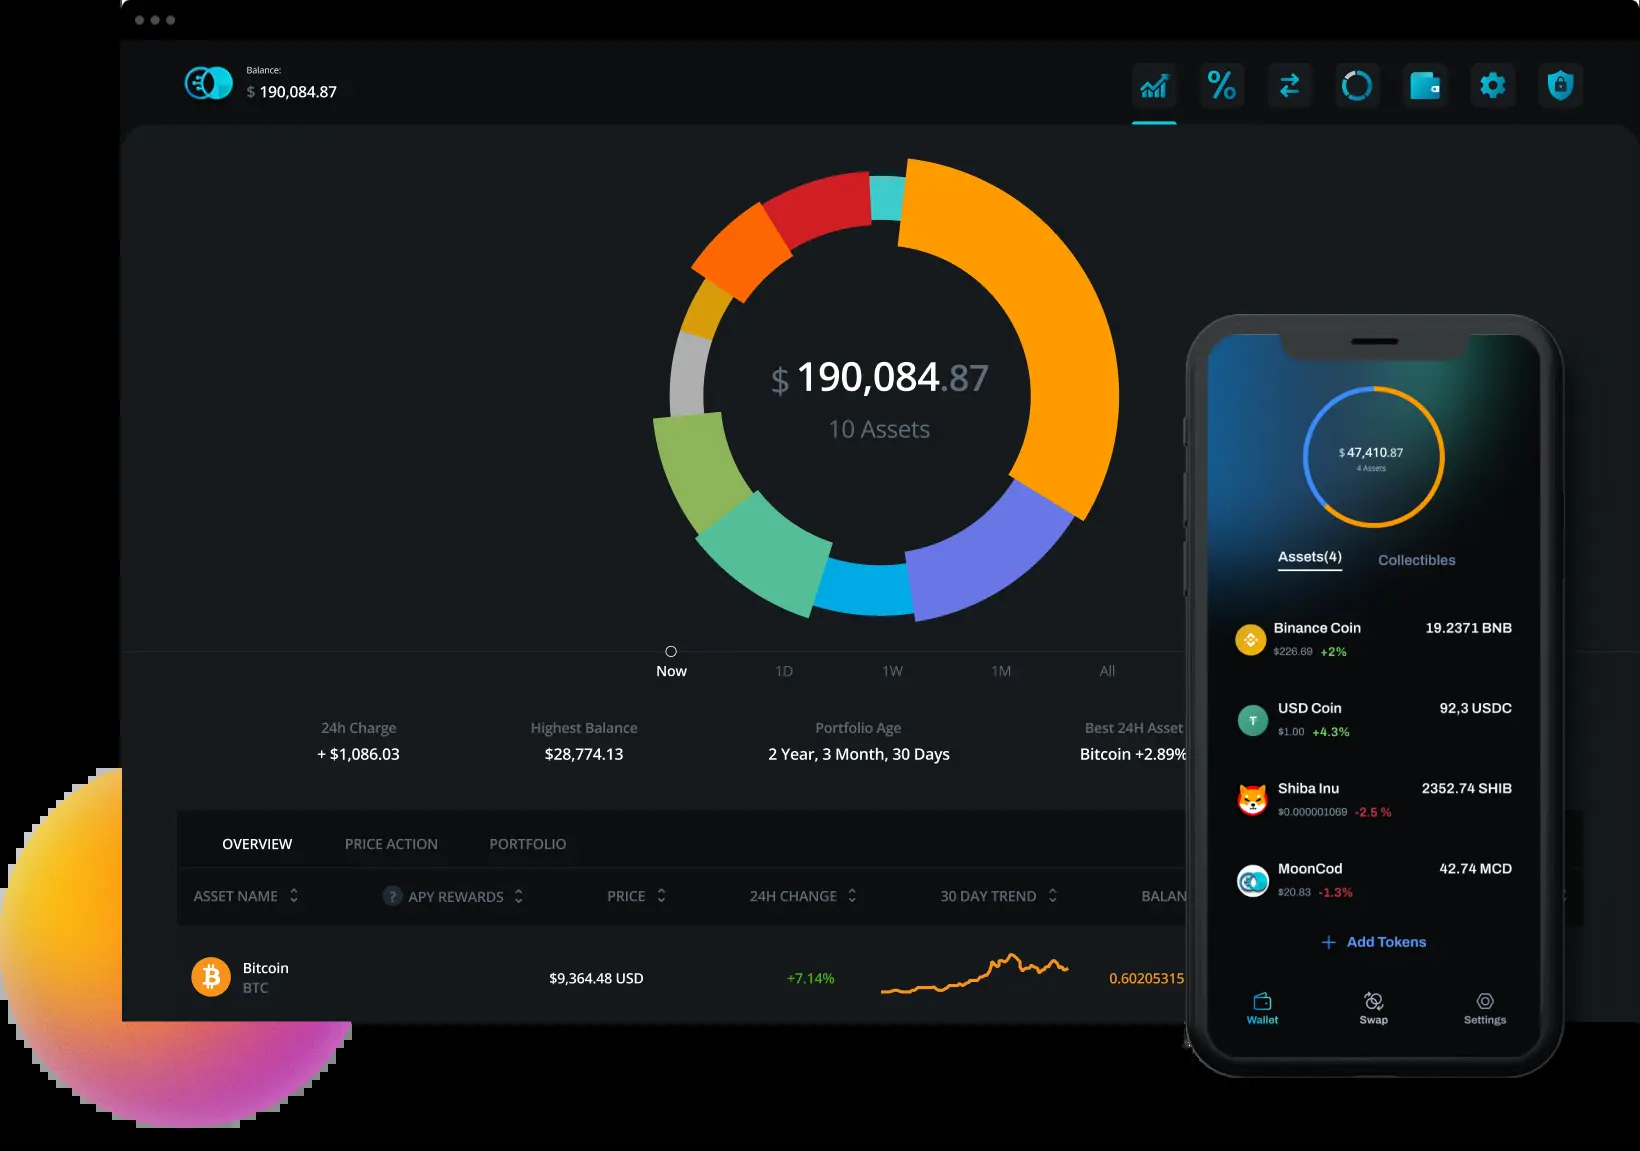 Balance:
$ 190,084.87
$ 190,084.87
10 Assets
Now 1D 1W 1M All
24h Charge Highest Balance Portfolio Age Best 24H Asset
+ $1,086.03 $28,774.13 2 Year, 3 Month, 30 Days Bitcoin +2.89%
OVERVIEW PRICE ACTION PORTFOLIO
ASSET NAME ? APY REWARDS PRICE 24H CHANGE 30 DAY TREND BALAN
Bitcoin
BTC
$9,364.48 USD +7.14% 0.60205315
$ 47,410.87
4 Assets
Assets(4) Collectibles
Binance Coin 19.2371 BNB
$226.69 +2%
USD Coin 92,3 USDC
$1.00 +4.3%
Shiba Inu 2352.74 SHIB
$0.000001069 -2.5 %
MoonCod 42.74 MCD
$20.83 -1.3%
+ Add Tokens
Wallet Swap Settings